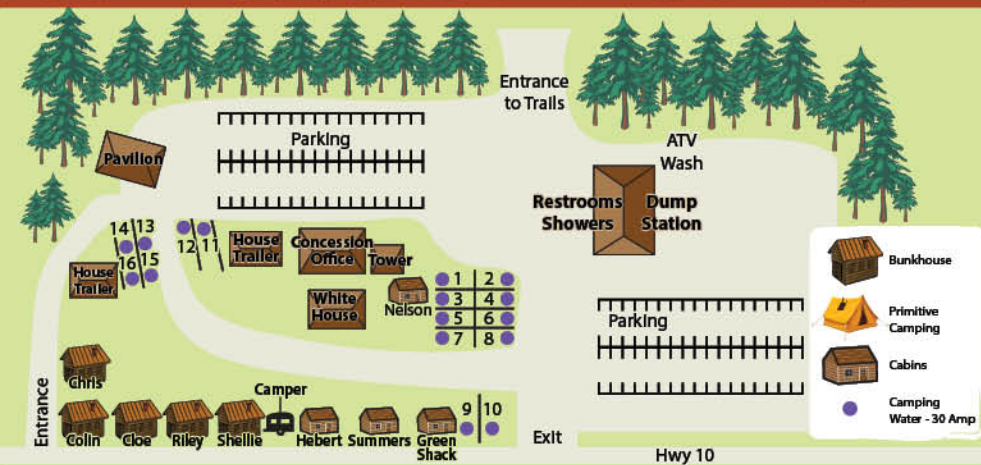 Entrance
to Trails
Parking
ATV
Wash
Pavilion
Restrooms
Showers
Dump
Station
14 13
12 11
16 15
House
Trailer
House
Trailer
Concession
Office
Tower
White
House
Nelson
1 2
3 4
5 6
7 8
Parking
Bunkhouse
Primitive
Camping
Cabins
Camping
Water - 30 Amp
Chris
Camper
Entrance
Colin
Cloe
Riley
Shellie
Hebert
Summers
Green
Shack
9 10
Exit
Hwy 10